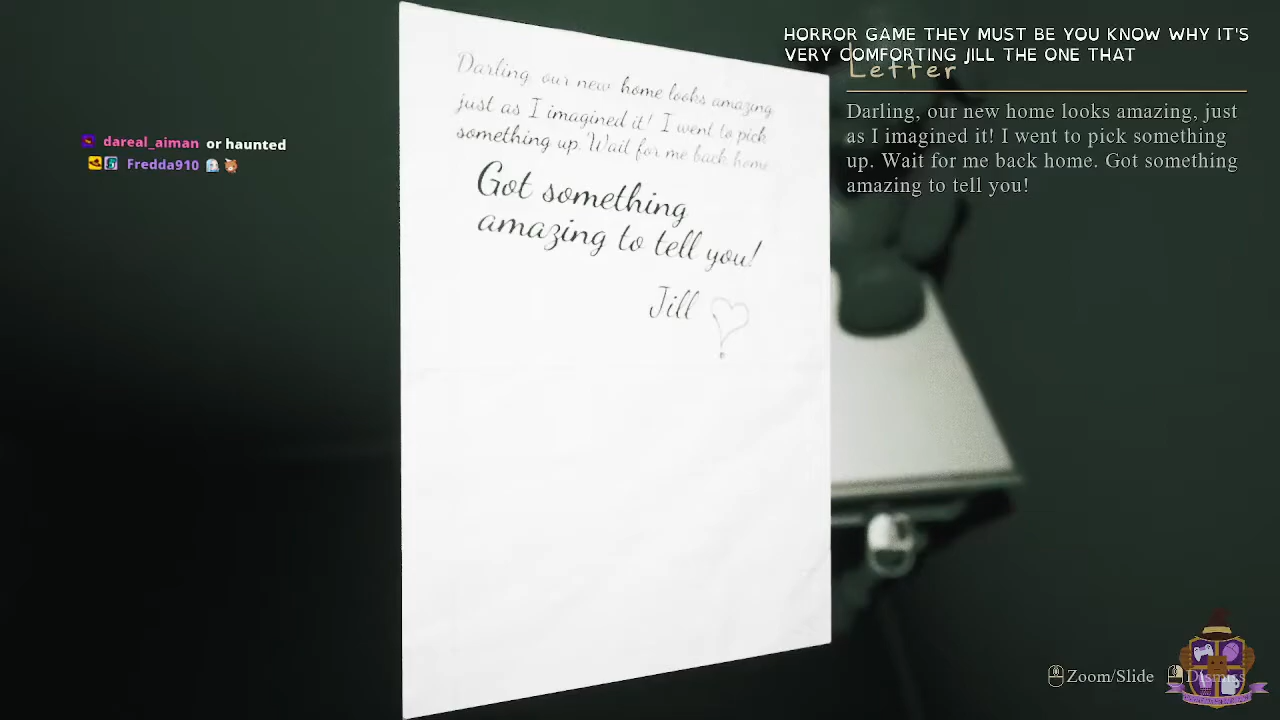 HORROR GAME THEY MUST BE YOU KNOW WHY IT'S
VERY COMFORTING JILL THE ONE THAT
Letter
Darling, our new home looks amazing, just
as I imagined it! I went to pick something
up. Wait for me back home. Got something
amazing to tell you!
dareal_aiman or haunted
Fredda910
Darling our new home looks amazing
just as I imagined it! I went to pick
something up. Wait for me back home
Got something
amazing to tell you!
Jill
Zoom/Slide
Dismiss